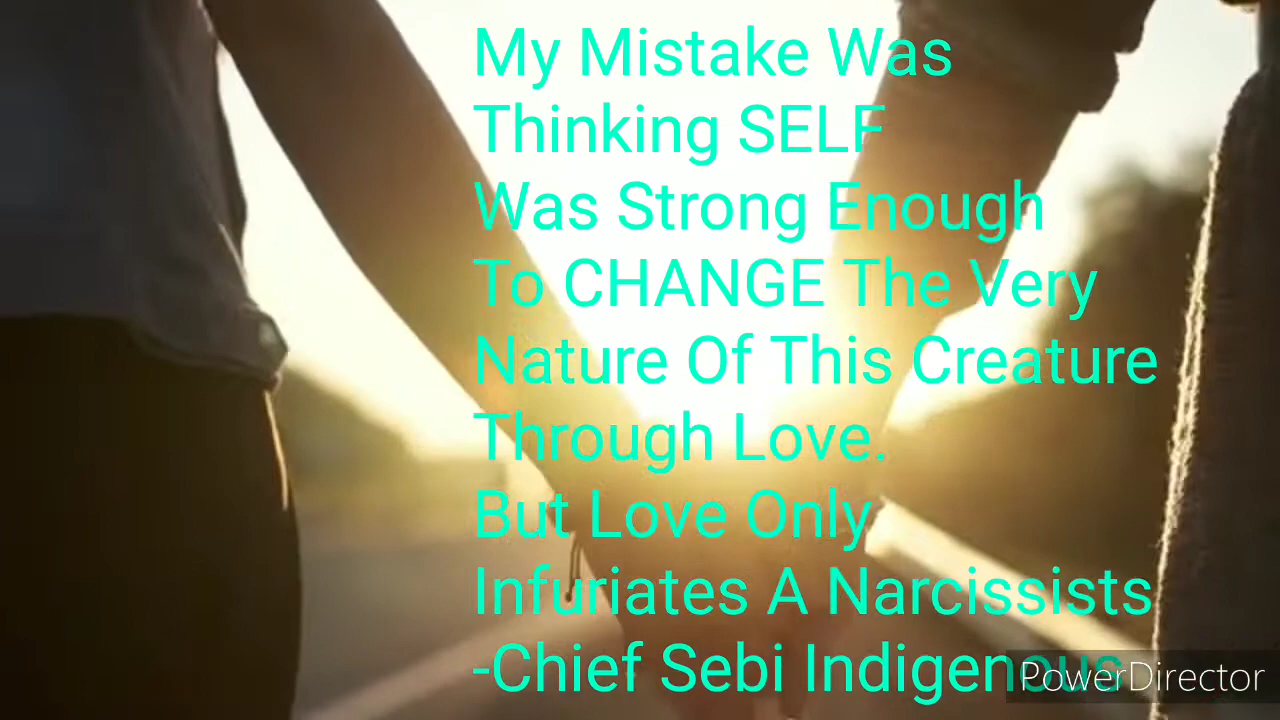 My Mistake Was
Thinking SELF
Was Strong Enough
To CHANGE The Very
Nature Of This Creature
Through Love.
But Love Only
Infuriates A Narcissists
-Chief Sebi Indigenous
PowerDirector